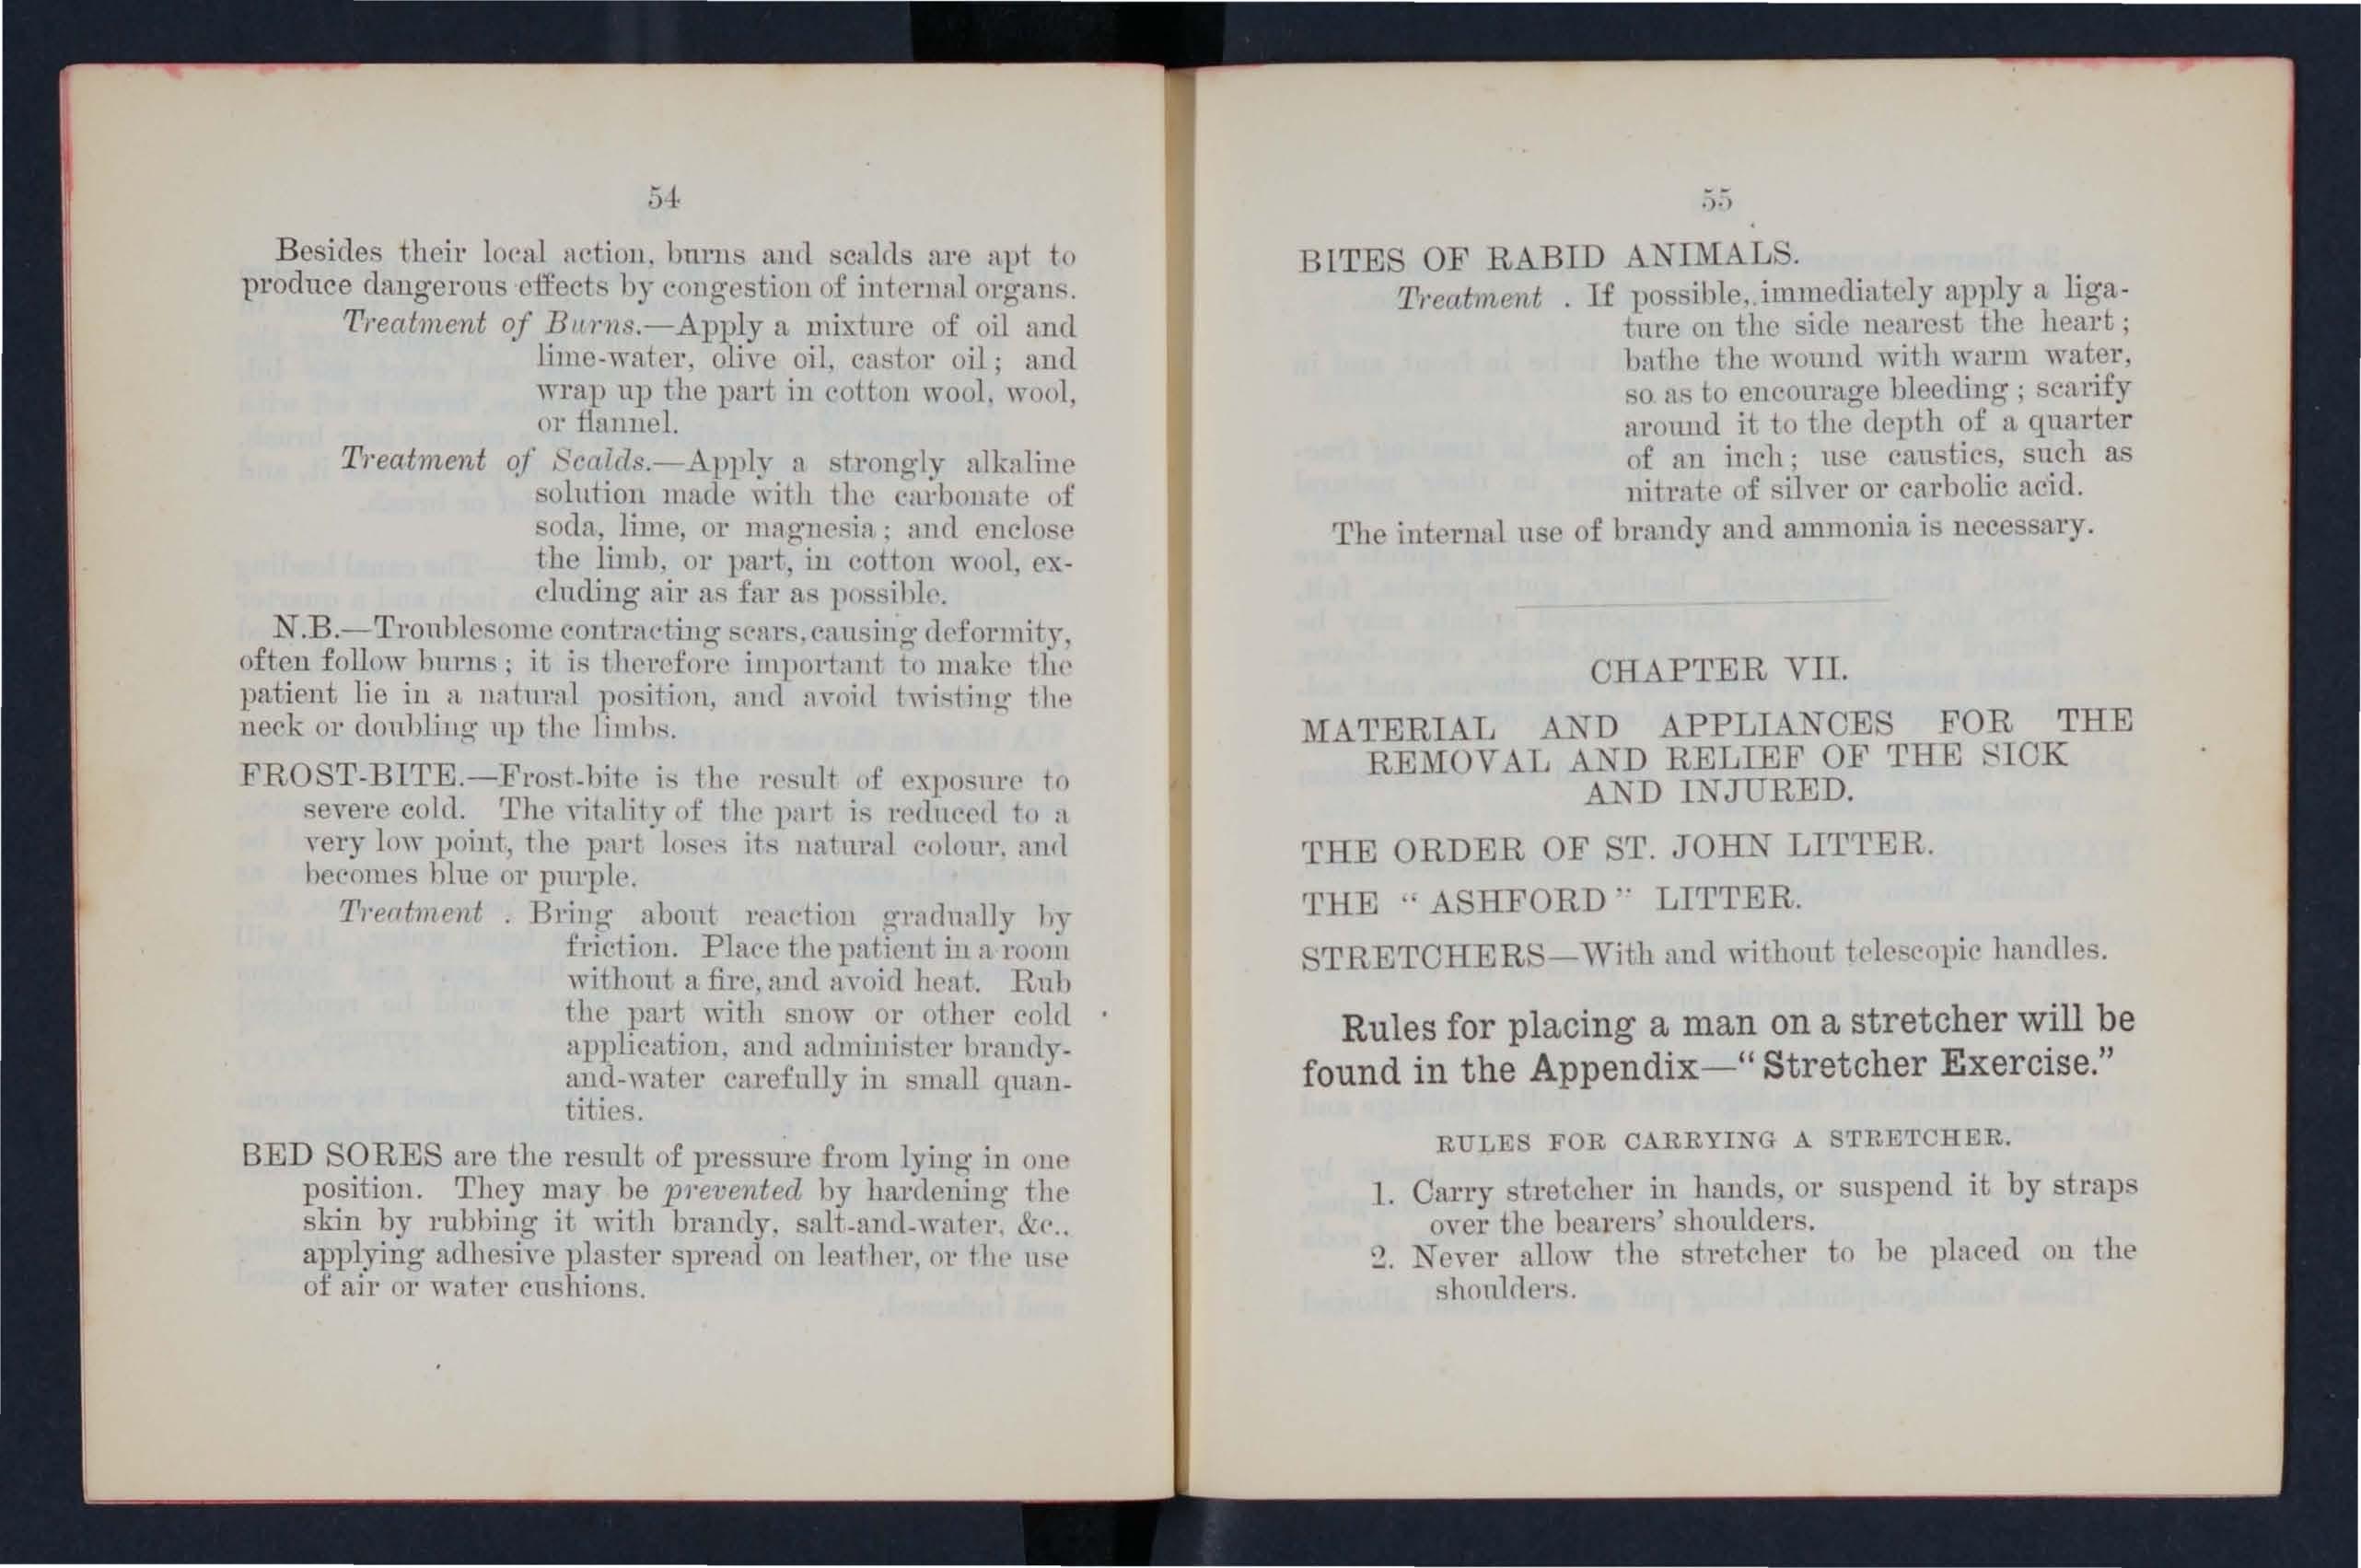 54
Besides their local action, burns and scalds are apt to
produce dangerous effects by congestion of internal organs.
Treatment of Burns.—Apply a mixture of oil and
lime-water, olive oil, castor oil; and
wrap up the part in cotton wool, wool,
or flannel.
Treatment of Scalds.—Apply a strongly alkaline
solution made with the carbonate of
soda, lime, or magnesia; and enclose
the limb, or part, in cotton wool, ex-
cluding air as far as possible.
N.B.—Troublesome contracting scars, causing deformity,
often follow burns; it is therefore important to make the
patient lie in a natural position, and avoid twisting the
neck or doubling up the limbs.
FROST-BITE.—Frost-bite is the result of exposure to
severe cold. The vitality of the part is reduced to a
very low point, the part loses its natural colour, and
becomes blue or purple.
Treatment . Bring about reaction gradually by
friction. Place the patient in a room
without a fire, and avoid heat. Rub
the part with snow or other cold
application, and administer brandy-
and-water carefully in small quan-
tities.
BED SORES are the result of pressure from lying in one
position. They may be prevented by hardening the
skin by rubbing it with brandy, salt-and-water, &c.,
applying adhesive plaster spread on leather, or the use
of air or water cushions.
55
BITES OF RABID ANIMALS.
Treatment . If possible, immediately apply a liga-
ture on the side nearest the heart;
bathe the wound with warm water,
so as to encourage bleeding; scarify
around it to the depth of a quarter
of an inch; use caustics, such as
nitrate of silver or carbolic acid.
The internal use of brandy and ammonia is necessary.
CHAPTER VII.
MATERIAL AND APPLIANCES FOR THE
REMOVAL AND RELIEF OF THE SICK
AND INJURED.
THE ORDER OF ST. JOHN LITTER.
THE "ASHFORD" LITTER.
STRETCHERS—With and without telescopic handles.
Rules for placing a man on a stretcher will be
found in the Appendix—"Stretcher Exercise."
RULES FOR CARRYING A STRETCHER.
1. Carry stretcher in hands, or suspend it by straps
over the bearers' shoulders.
2. Never allow the stretcher to be placed on the
shoulders.